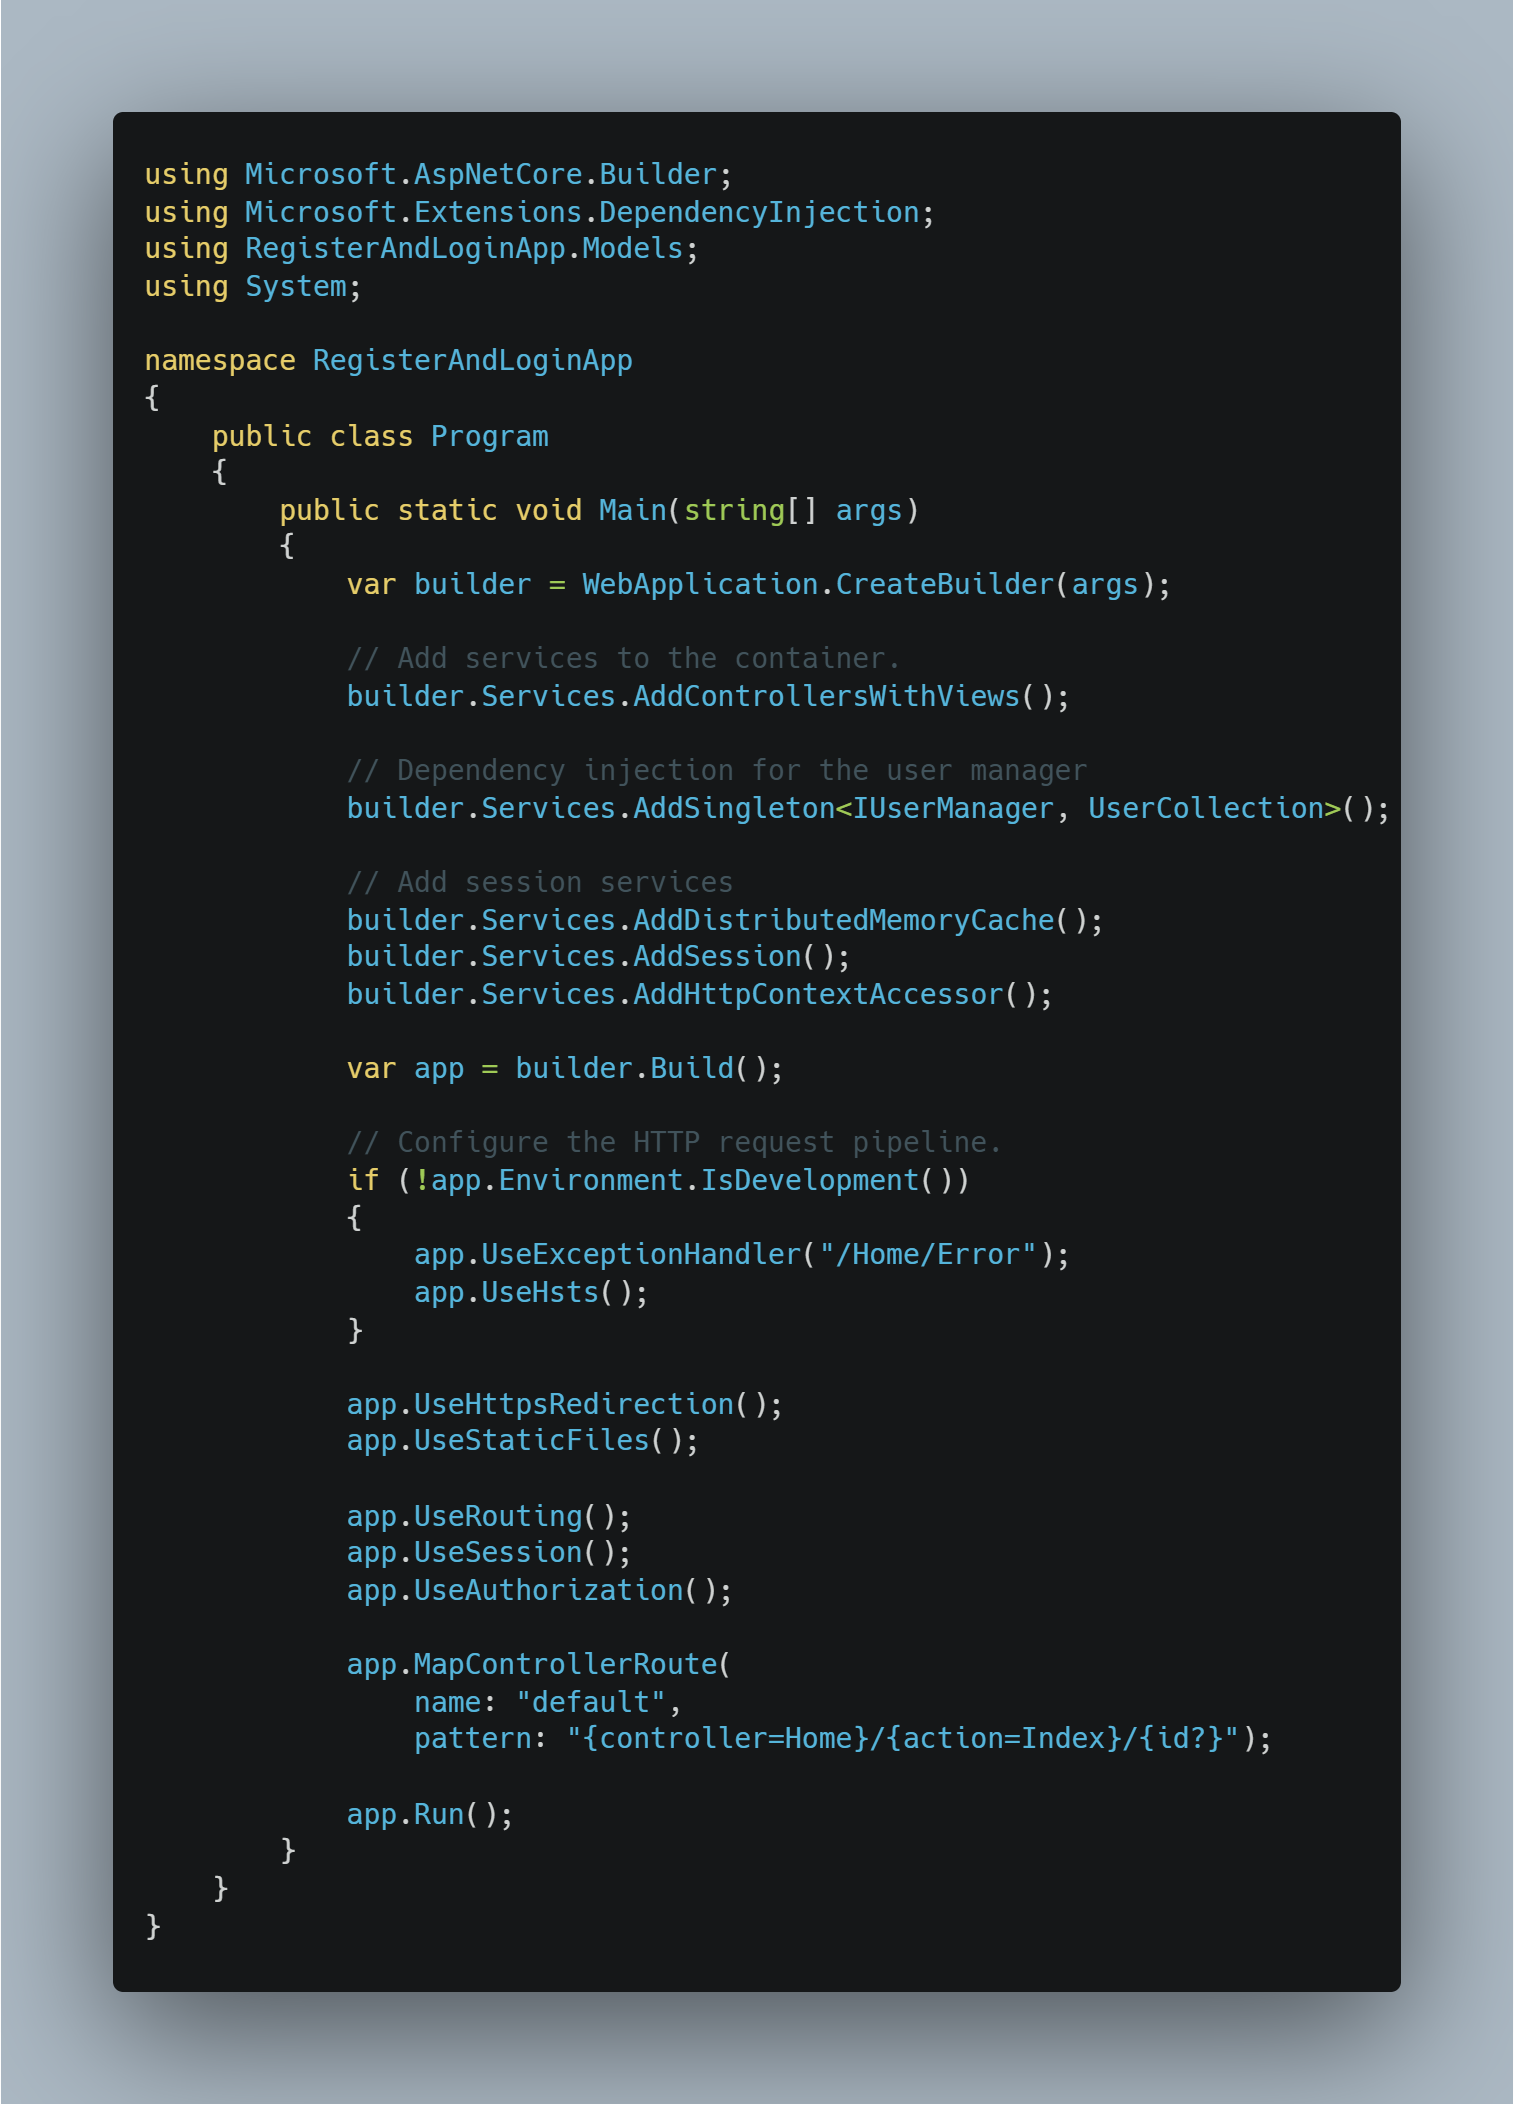 using Microsoft.AspNetCore.Builder;
using Microsoft.Extensions.DependencyInjection;
using RegisterAndLoginApp.Models;
using System;

namespace RegisterAndLoginApp
{
    public class Program
    {
        public static void Main(string[] args)
        {
            var builder = WebApplication.CreateBuilder(args);

            // Add services to the container.
            builder.Services.AddControllersWithViews();

            // Dependency injection for the user manager
            builder.Services.AddSingleton<IUserManager, UserCollection>();

            // Add session services
            builder.Services.AddDistributedMemoryCache();
            builder.Services.AddSession();
            builder.Services.AddHttpContextAccessor();

            var app = builder.Build();

            // Configure the HTTP request pipeline.
            if (!app.Environment.IsDevelopment())
            {
                app.UseExceptionHandler("/Home/Error");
                app.UseHsts();
            }

            app.UseHttpsRedirection();
            app.UseStaticFiles();

            app.UseRouting();
            app.UseSession();
            app.UseAuthorization();

            app.MapControllerRoute(
                name: "default",
                pattern: "{controller=Home}/{action=Index}/{id?}");

            app.Run();
        }
    }
}